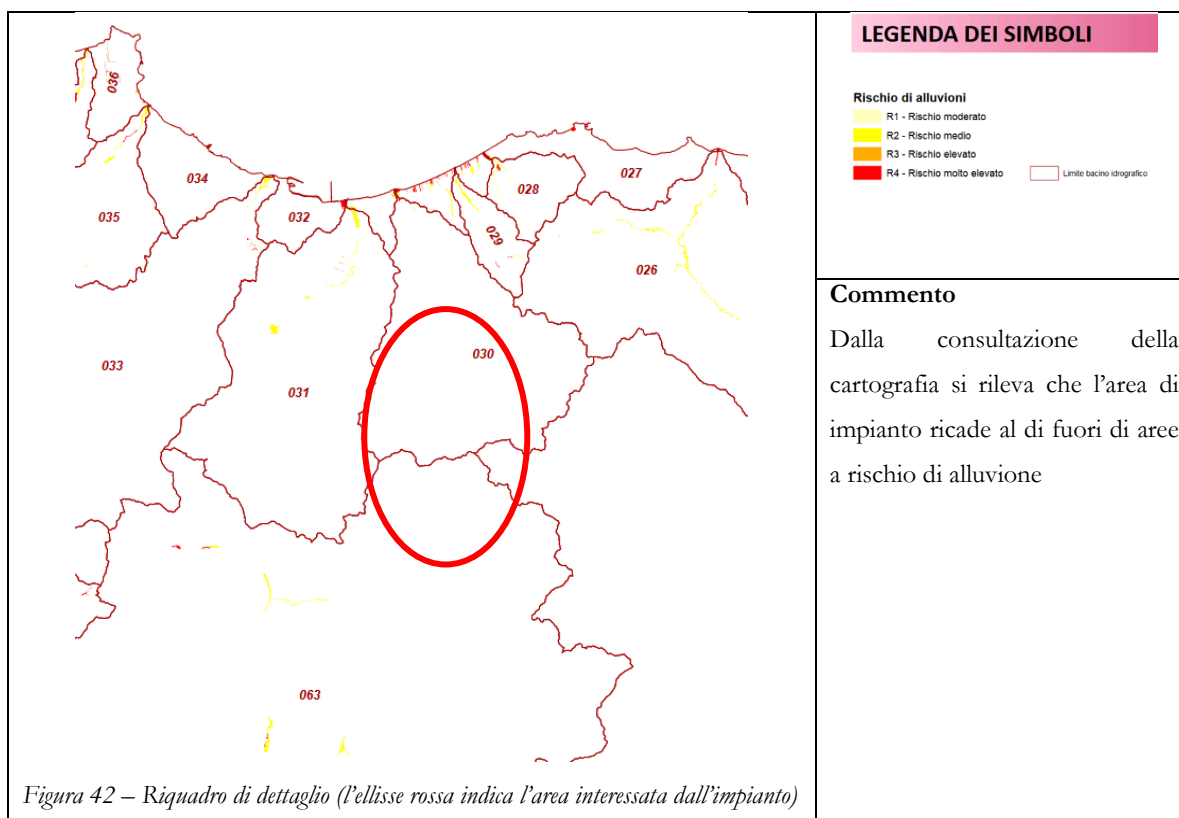 036
034
035
032
028
027
029
026
033
031
030
063
Figura 42 – Riquadro di dettaglio (l'ellisse rossa indica l'area interessata dall'impianto)
LEGENDA DEI SIMBOLI
Rischio di alluvioni
R1 - Rischio moderato
R2 - Rischio medio
R3 - Rischio elevato
R4 - Rischio molto elevato
Limite bacino idrografico
Commento
Dalla consultazione della
cartografia si rileva che l'area di
impianto ricade al di fuori di aree
a rischio di alluvione